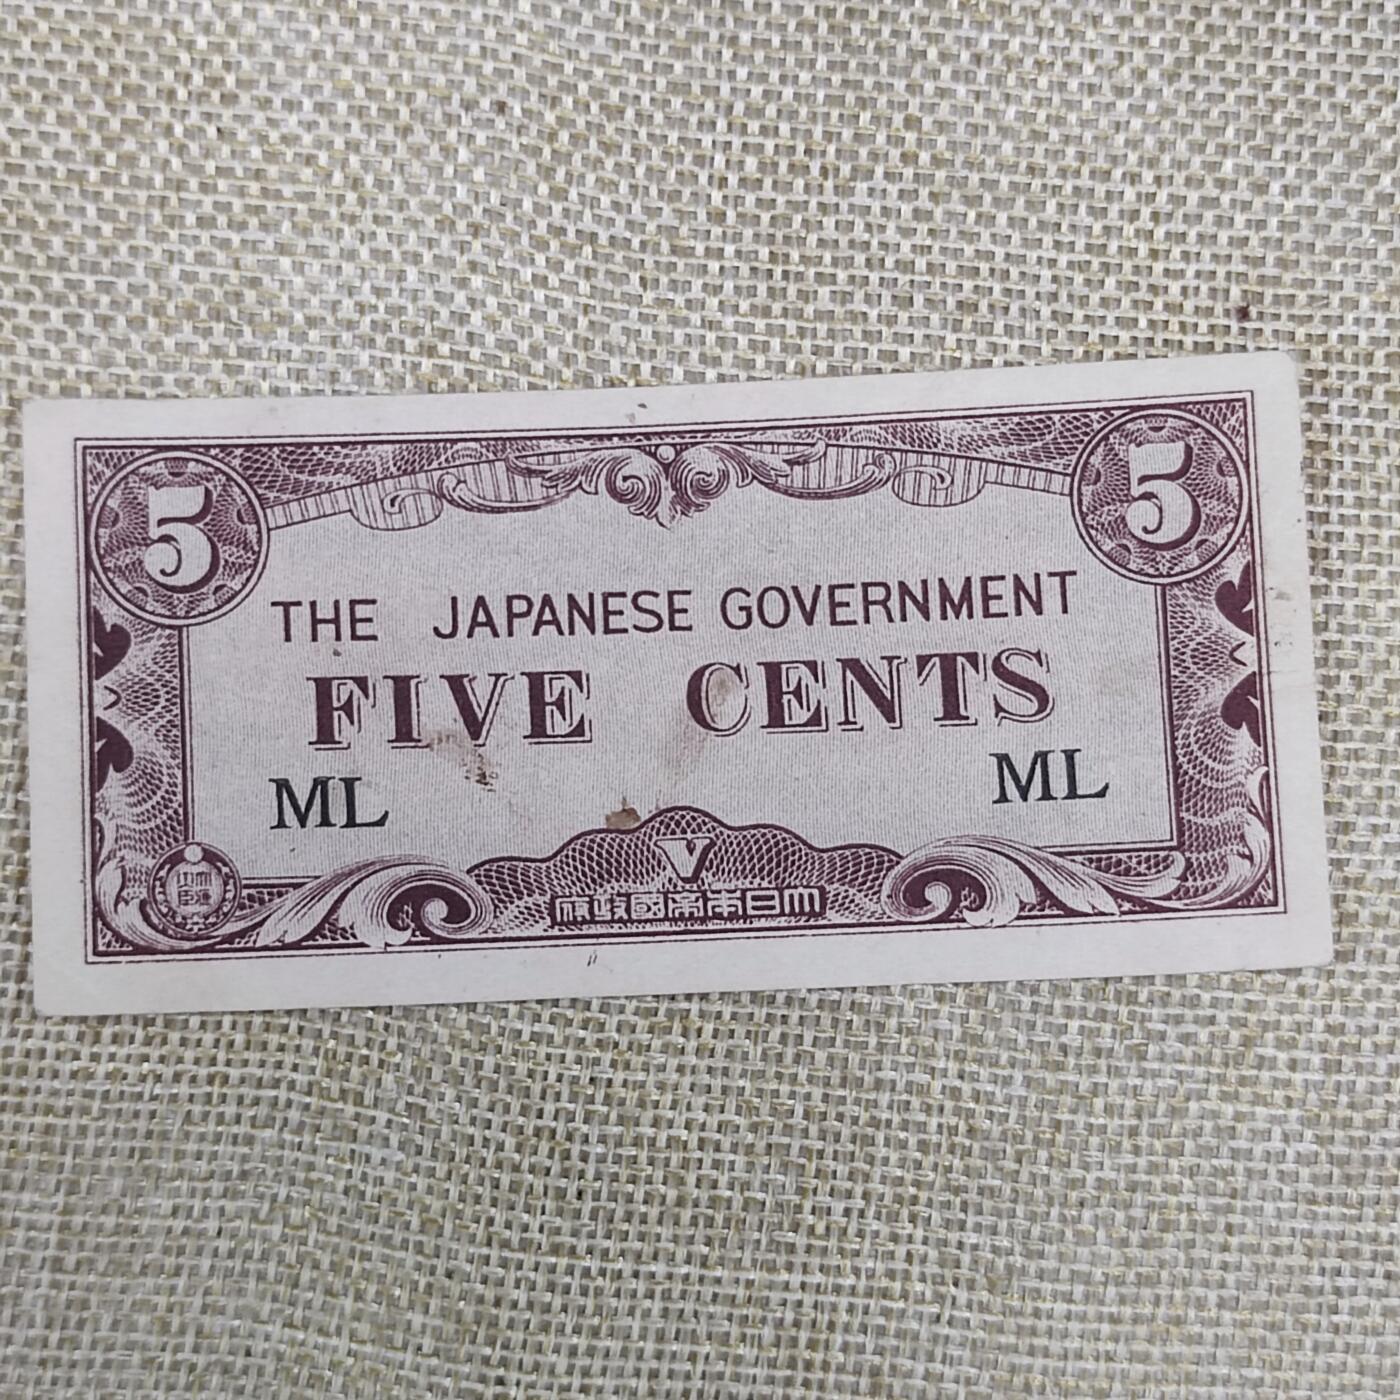 5 5
THE JAPANESE GOVERNMENT
FIVE CENTS
ML ML
V
府政國帝本日大